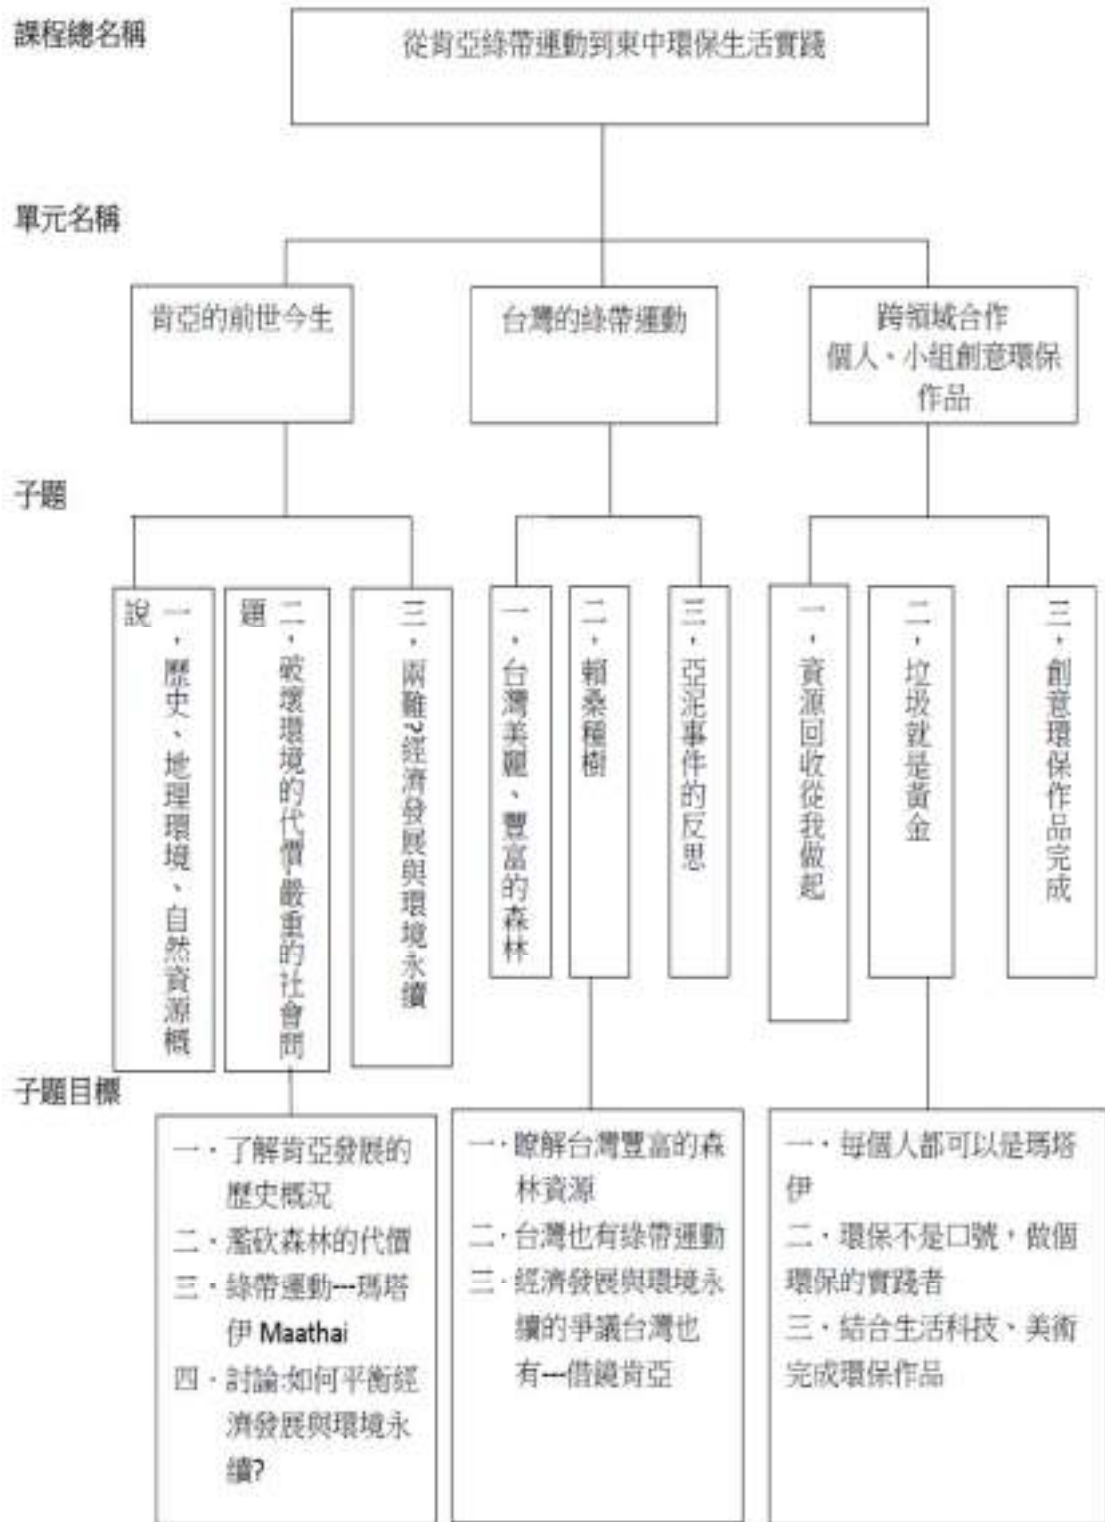 課程總名稱
從肯亞綠帶運動到東中環保生活實踐
單元名稱
肯亞的前世今生
台灣的綠帶運動
跨領域合作
個人、小組創意環保
作品
子題
一，歷史、地理環境、自然資源概
說
二，破壞環境的代價-嚴重的社會問
題
三，兩難?經濟發展與環境永續
一，台灣美麗、豐富的森林
二，賴桑種樹
三，亞泥事件的反思
一，資源回收從我做起
二，垃圾就是黃金
三，創意環保作品完成
子題目標
一．了解肯亞發展的
歷史概況
二．濫砍森林的代價
三．綠帶運動---瑪塔
伊 Maathai
四．討論:如何平衡經
濟發展與環境永
續?
一．瞭解台灣豐富的森
林資源
二．台灣也有綠帶運動
三．經濟發展與環境永
續的爭議台灣也
有---借鏡肯亞
一．每個人都可以是瑪塔
伊
二．環保不是口號，做個
環保的實踐者
三．結合生活科技、美術
完成環保作品